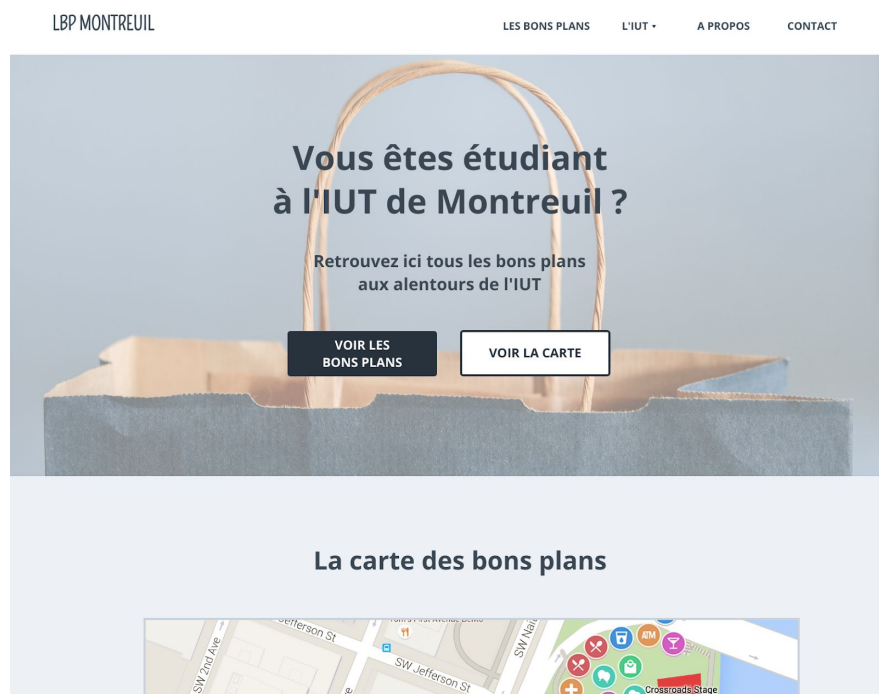 LBP MONTREUIL
LES BONS PLANS
L'IUT
A PROPOS
CONTACT
Vous êtes étudiant
à l'IUT de Montreuil ?
Retrouvez ici tous les bons plans
aux alentours de l'IUT
VOIR LES
BONS PLANS
VOIR LA CARTE
La carte des bons plans
Jefferson St
SW 2nd Ave
SW Jefferson St
SW Nai
ATM
Crossroads Stage